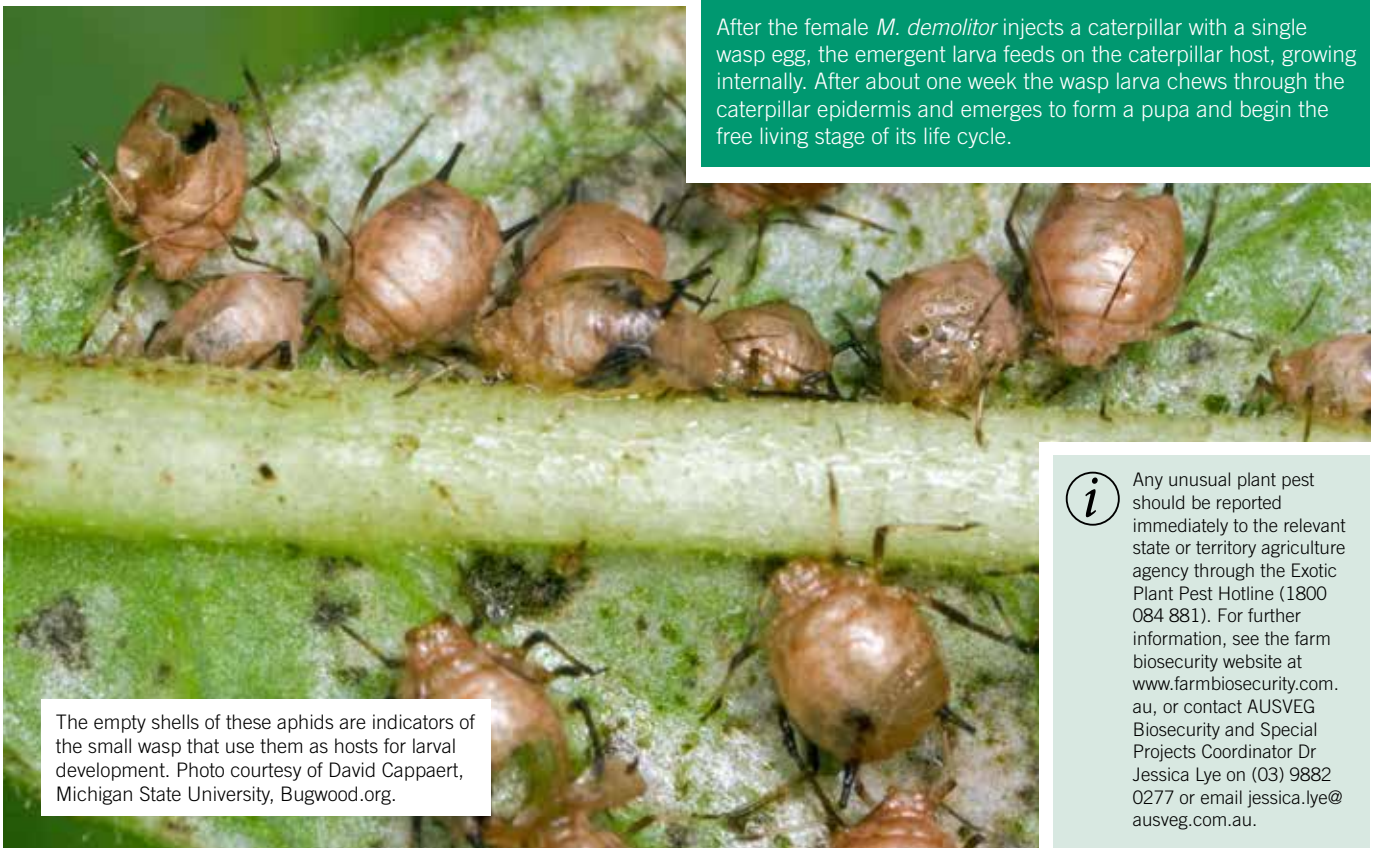 After the female M. demolitor injects a caterpillar with a single
wasp egg, the emergent larva feeds on the caterpillar host, growing
internally. After about one week the wasp larva chews through the
caterpillar epidermis and emerges to form a pupa and begin the
free living stage of its life cycle.
i
Any unusual plant pest
should be reported
immediately to the relevant
state or territory agriculture
agency through the Exotic
Plant Pest Hotline (1800
084 881). For further
information, see the farm
biosecurity website at
www.farmbiosecurity.com.
au, or contact AUSVEG
Biosecurity and Special
Projects Coordinator Dr
Jessica Lye on (03) 9882
0277 or email jessica.lye@
ausveg.com.au.
The empty shells of these aphids are indicators of
the small wasp that use them as hosts for larval
development. Photo courtesy of David Cappaert,
Michigan State University, Bugwood.org.